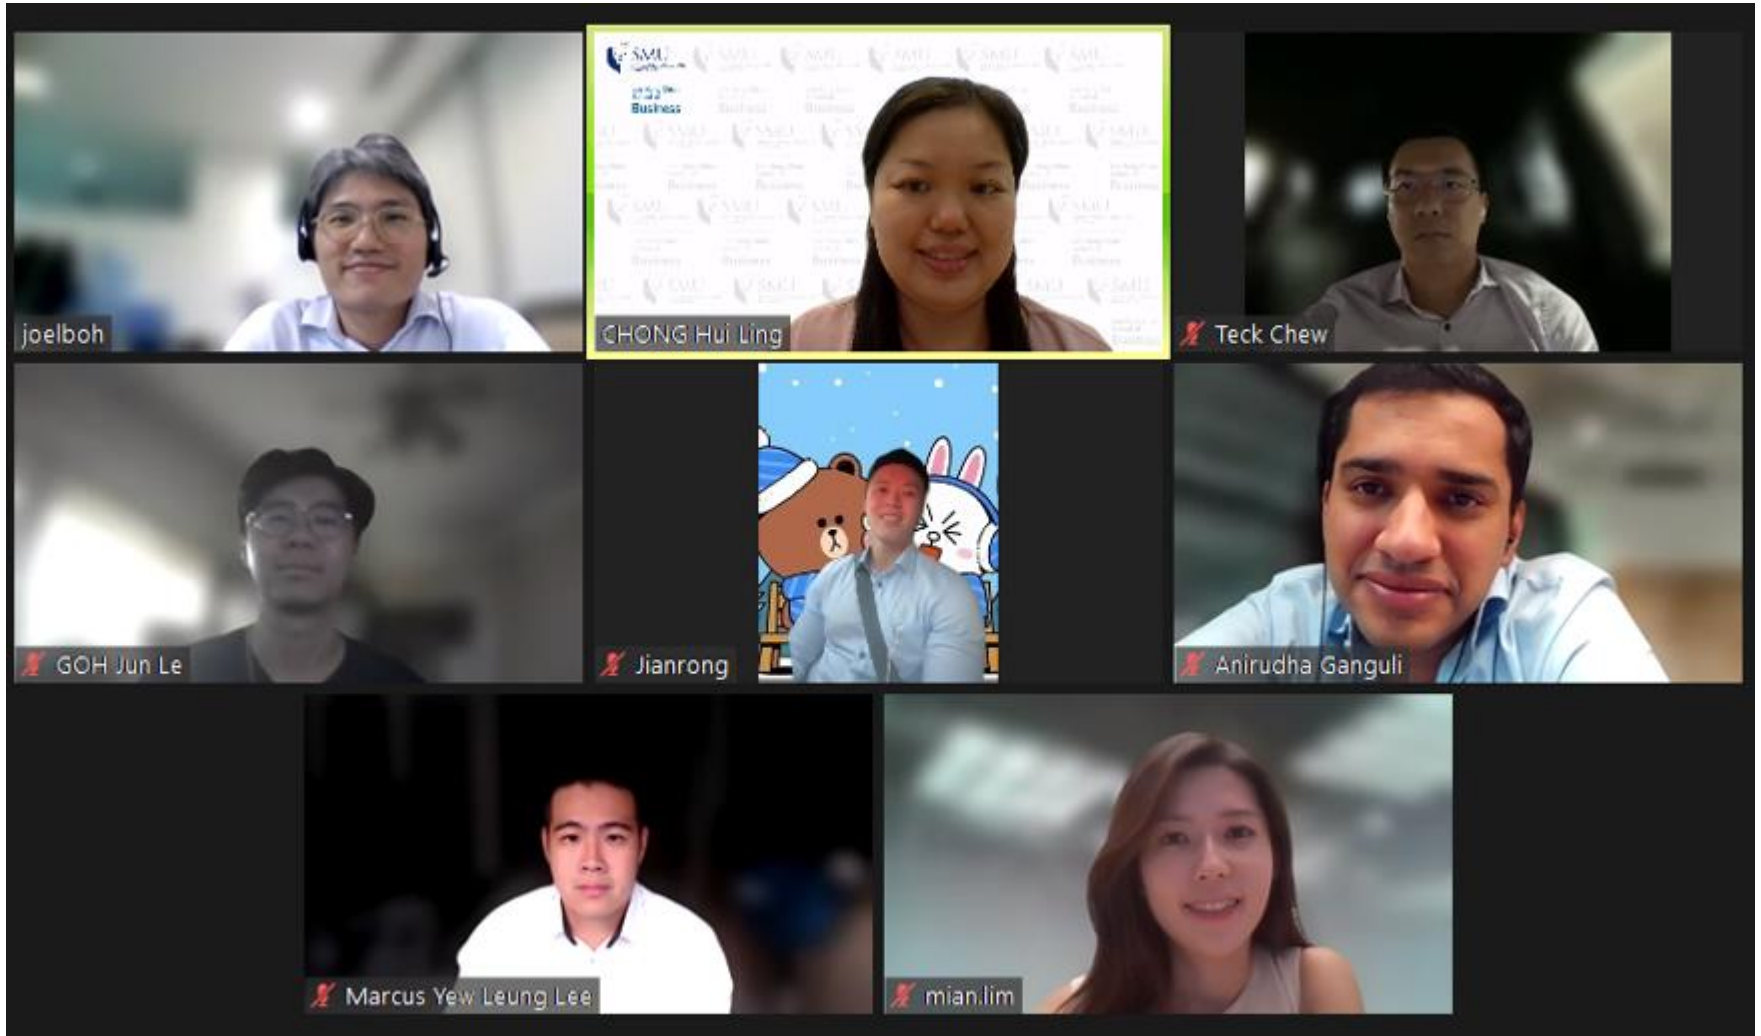 SMU
Business
joelboh
CHONG Hui Ling
Teck Chew
GOH Jun Le
Jianrong
Anirudha Ganguli
Marcus Yew Leung Lee
mian.lim